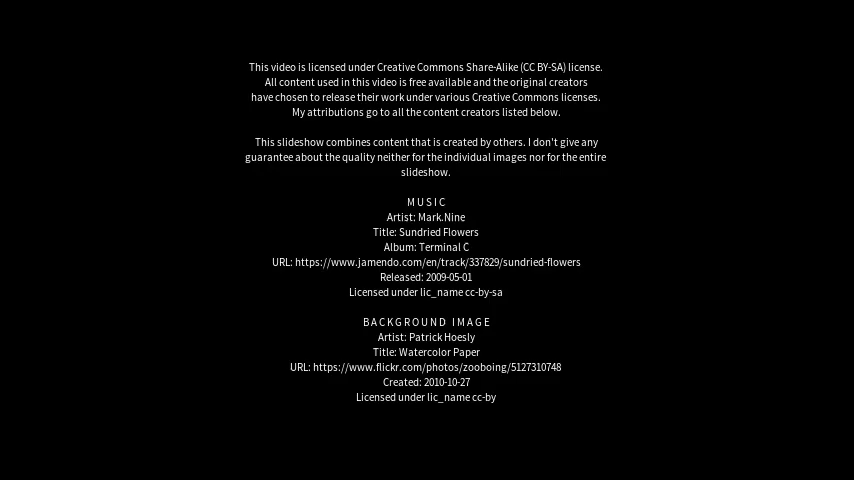 This video is licensed under Creative Commons Share-Alike (CC BY-SA) license.
All content used in this video is free available and the original creators
have chosen to release their work under various Creative Commons licenses.
My attributions go to all the content creators listed below.
This slideshow combines content that is created by others. I don't give any
guarantee about the quality neither for the individual images nor for the entire
slideshow.
MUSIC
Artist: Mark.Nine
Title: Sundried Flowers
Album: Terminal C
URL: https://www.jamendo.com/en/track/337829/sundried-flowers
Released: 2009-05-01
Licensed under lic_name cc-by-sa
BACKGROUND IMAGE
Artist: Patrick Hoesly
Title: Watercolor Paper
URL: https://www.flickr.com/photos/zooboing/5127310748
Created: 2010-10-27
Licensed under lic_name cc-by